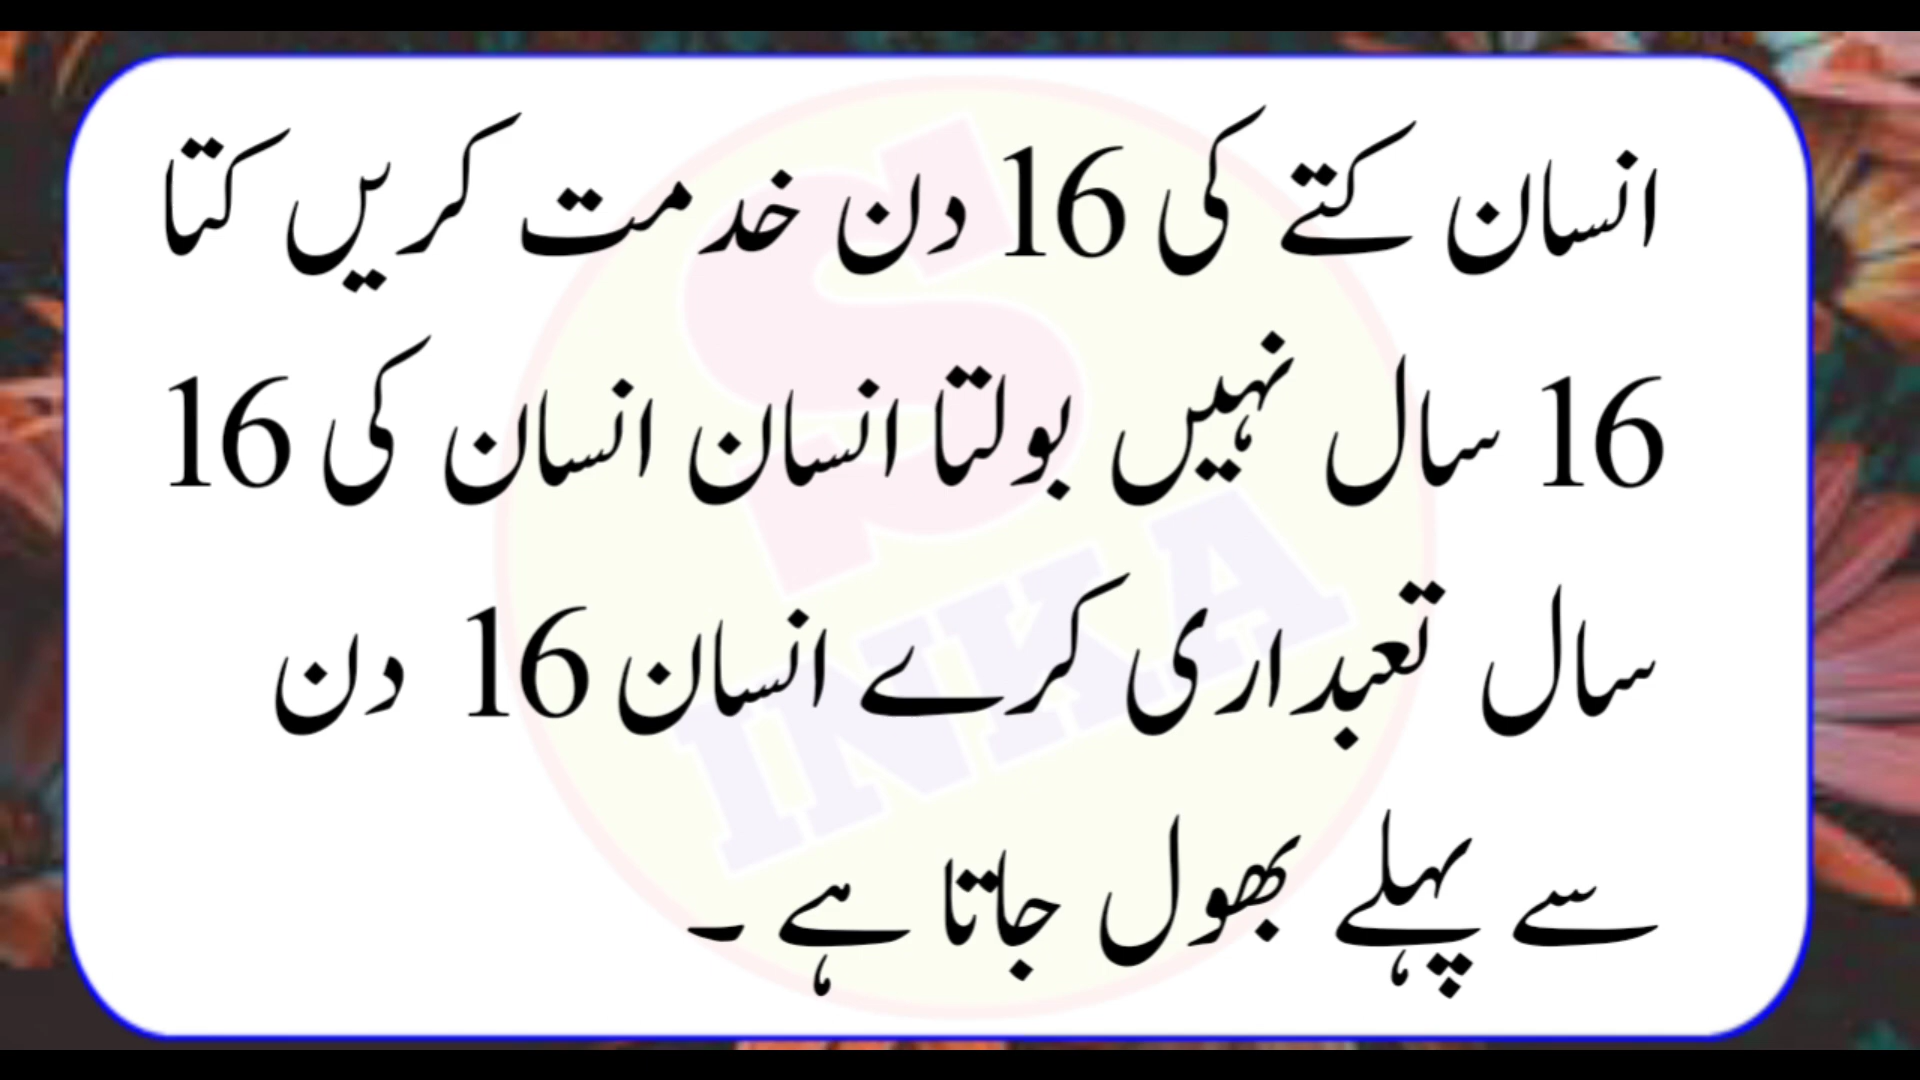 انسان کتے کی 16 دن خدمت کریں کتا
16 سال نہیں بولتا انسان انسان کی 16
سال تعبداری کرے انسان 16 دن
سے پہلے بھول جاتا ہے ۔
S
INKA